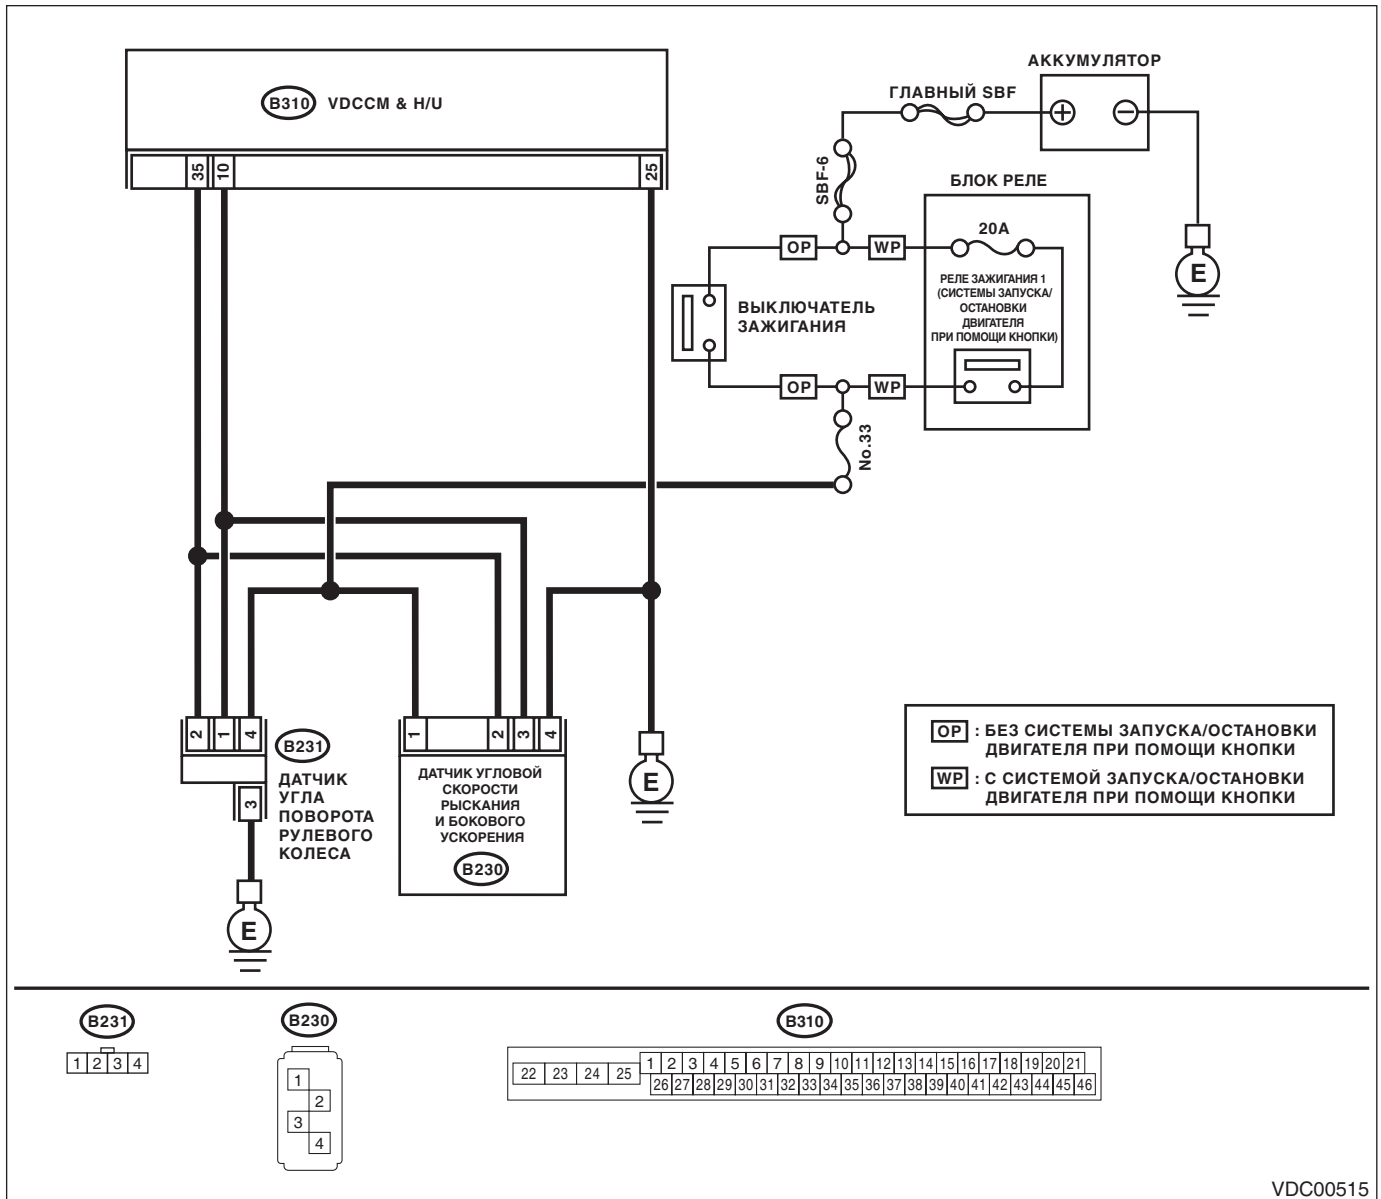 АККУМУЛЯТОР
ГЛАВНЫЙ SBF
B310 VDCCM & H/U
+ −
35 10 25
SBF-6
БЛОК РЕЛЕ
20A
OP WP
E
РЕЛЕ ЗАЖИГАНИЯ 1
(СИСТЕМЫ ЗАПУСКА/
ОСТАНОВКИ
ДВИГАТЕЛЯ
ПРИ ПОМОЩИ КНОПКИ)
ВЫКЛЮЧАТЕЛЬ
ЗАЖИГАНИЯ
OP WP
No.33
2 1 4
1 2 3 4
B231
ДАТЧИК
УГЛА
ПОВОРОТА
РУЛЕВОГО
КОЛЕСА
3
ДАТЧИК УГЛОВОЙ
СКОРОСТИ
РЫСКАНИЯ
И БОКОВОГО
УСКОРЕНИЯ
B230
E
E
OP : БЕЗ СИСТЕМЫ ЗАПУСКА/ОСТАНОВКИ
ДВИГАТЕЛЯ ПРИ ПОМОЩИ КНОПКИ
WP : С СИСТЕМОЙ ЗАПУСКА/ОСТАНОВКИ
ДВИГАТЕЛЯ ПРИ ПОМОЩИ КНОПКИ
B231
1 2 3 4
B230
1
2
3
4
B310
22 23 24 25
1 2 3 4 5 6 7 8 9 10 11 12 13 14 15 16 17 18 19 20 21
26 27 28 29 30 31 32 33 34 35 36 37 38 39 40 41 42 43 44 45 46
VDC00515